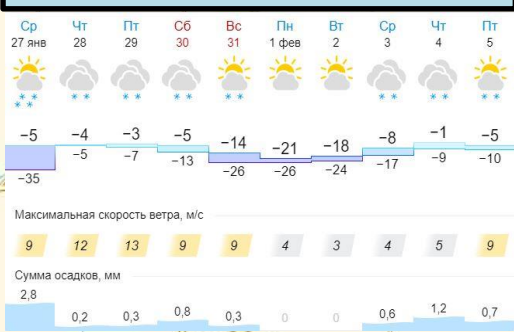 Ср Чт Пт Сб Вс Пн Вт Ср Чт Пт
27 янв 28 29 30 31 1 фев 2 3 4 5
−5 −4 −3 −5 −14 −21 −18 −8 −1 −5
−35 −5 −7 −13 −26 −26 −24 −17 −9 −10
Максимальная скорость ветра, м/с
9 12 13 9 9 4 3 4 5 9
Сумма осадков, мм
2,8 0,2 0,3 0,8 0,3 0 0 0,6 1,2 0,7